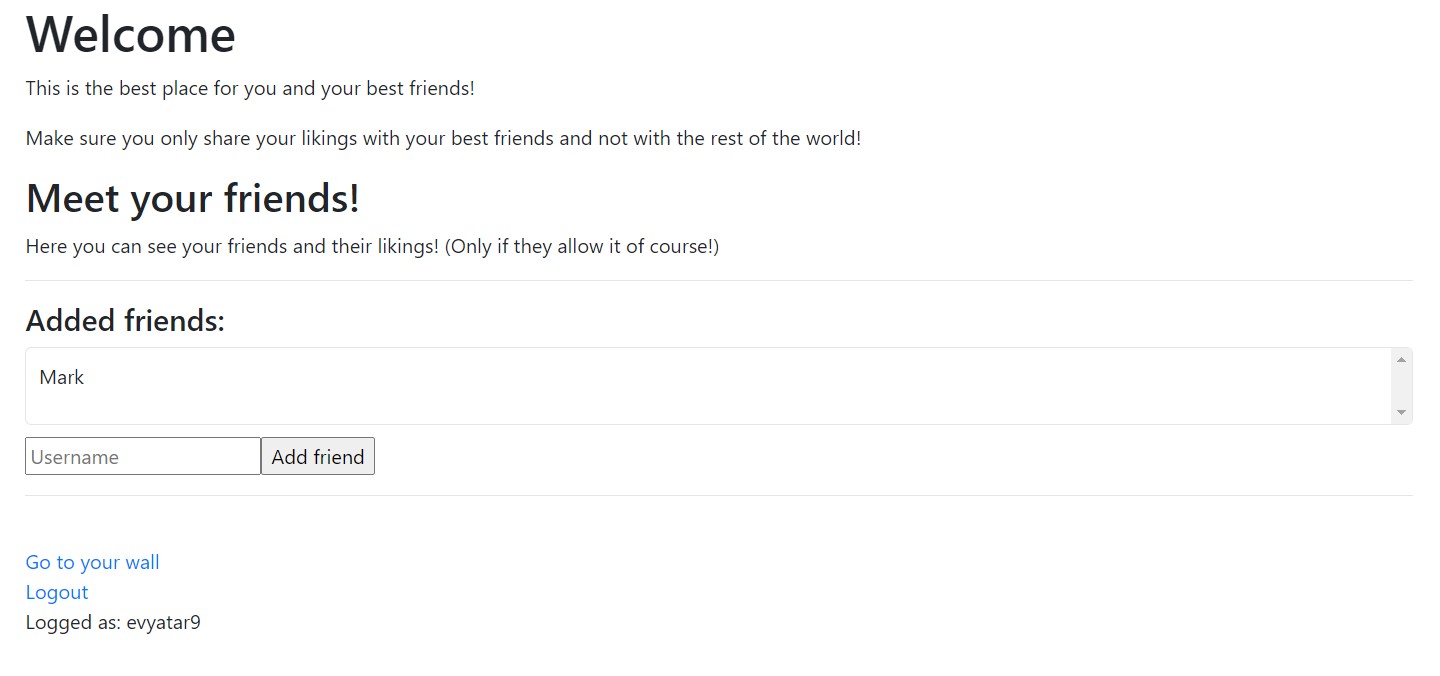 Welcome
This is the best place for you and your best friends!
Make sure you only share your likings with your best friends and not with the rest of the world!
Meet your friends!
Here you can see your friends and their likings! (Only if they allow it of course!)
Added friends:
Mark
Username Add friend
Go to your wall
Logout
Logged as: evyatar9